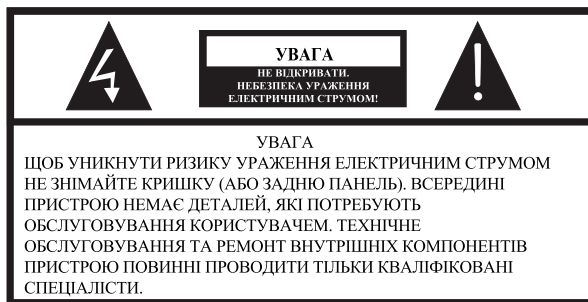 УВАГА
НЕ ВІДКРИВАТИ.
НЕБЕЗПЕКА УРАЖЕННЯ
ЕЛЕКТРИЧНИМ СТРУМОМ!
УВАГА
ЩОБ УНИКНУТИ РИЗИКУ УРАЖЕННЯ ЕЛЕКТРИЧНИМ СТРУМОМ
НЕ ЗНІМАЙТЕ КРИШКУ (АБО ЗАДНЮ ПАНЕЛЬ). ВСЕРЕДИНІ
ПРИСТРОЮ НЕМАЄ ДЕТАЛЕЙ, ЯКІ ПОТРЕБУЮТЬ
ОБСЛУГОВУВАННЯ КОРИСТУВАЧЕМ. ТЕХНІЧНЕ
ОБСЛУГОВУВАННЯ ТА РЕМОНТ ВНУТРІШНІХ КОМПОНЕНТІВ
ПРИСТРОЮ ПОВИННІ ПРОВОДИТИ ТІЛЬКИ КВАЛІФІКОВАНІ
СПЕЦІАЛІСТИ.